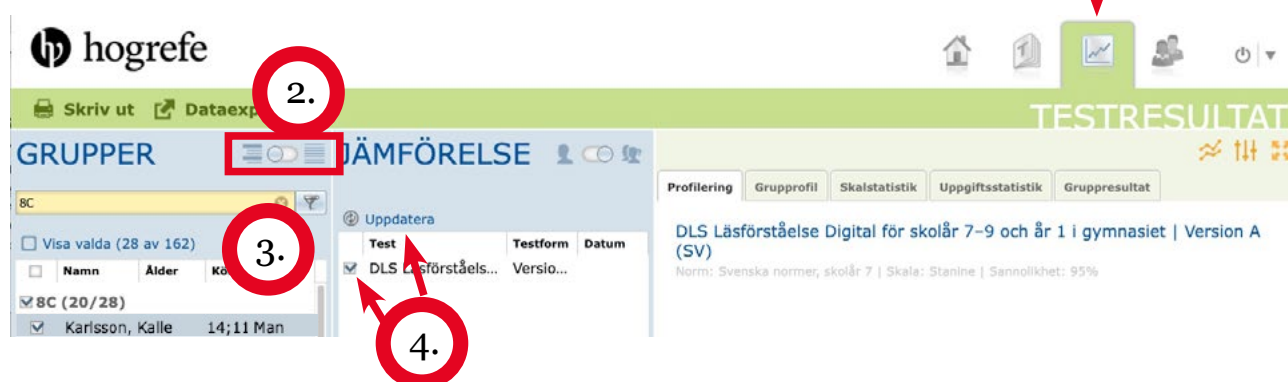 hogrefe
Skriv ut Dataexp
2.
TESTRESULTAT
GRUPPER
JÄMFÖRELSE
Profilering Grupprofil Skalstatistik Uppgiftsstatistik Gruppresultat
8C
Uppdatera
DLS Läsförståelse Digital för skolår 7–9 och år 1 i gymnasiet | Version A
(SV)
Norm: Svenska normer, skolår 7 | Skala: Stanine | Sannolikhet: 95%
Visa valda (28 av 162)
3.
Test Testform Datum
Namn Ålder Kö
DLS Läsförståels... Versio...
8C (20/28)
Karlsson, Kalle 14;11 Man
4.